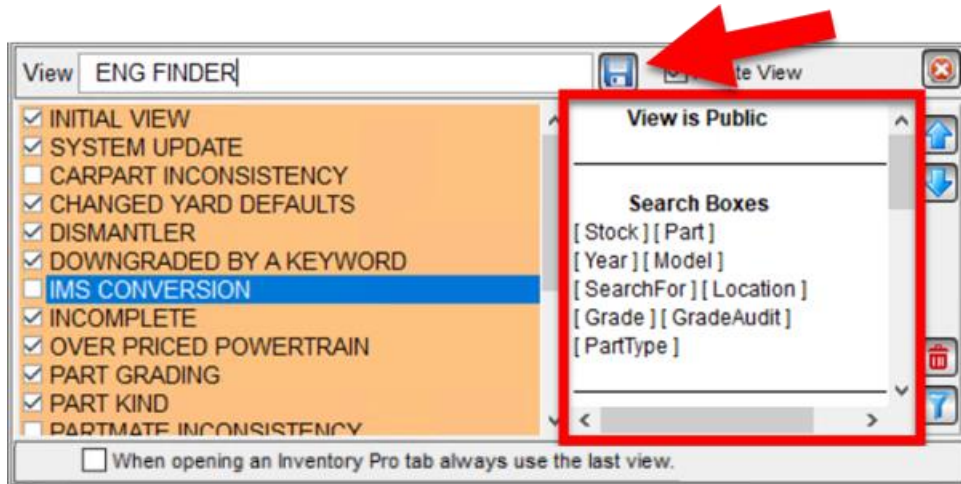 View ENG FINDER
te View
INITIAL VIEW
SYSTEM UPDATE
CARPART INCONSISTENCY
CHANGED YARD DEFAULTS
DISMANTLER
DOWNGRADED BY A KEYWORD
IMS CONVERSION
INCOMPLETE
OVER PRICED POWERTRAIN
PART GRADING
PART KIND
PARTMATE INCONSISTENCY
View is Public
Search Boxes
[ Stock ] [ Part ]
[ Year ] [ Model ]
[ SearchFor ] [ Location ]
[ Grade ] [ GradeAudit ]
[ PartType ]
When opening an Inventory Pro tab always use the last view.